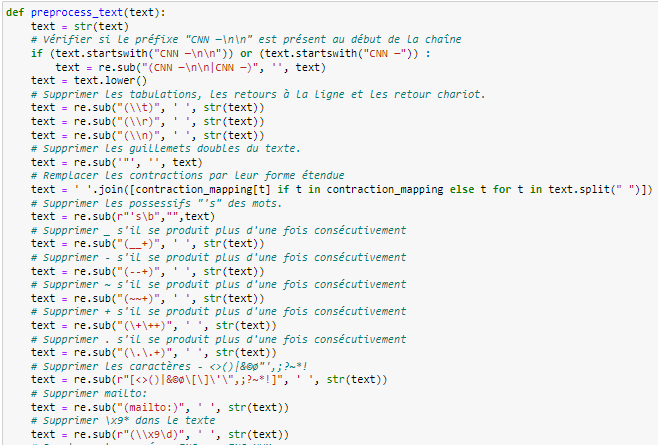 def preprocess_text(text):
    text = str(text)
    # Vérifier si le préfixe "CNN —\n\n" est présent au début de la chaîne
    if (text.startswith("CNN —\n\n")) or (text.startswith("CNN —")) :
        text = re.sub("(CNN —\n\n|CNN —)", '', text)
    text = text.lower()
    # Supprimer les tabulations, les retours à la ligne et les retour chariot.
    text = re.sub("(\\t)", ' ', str(text))
    text = re.sub("(\\r)", ' ', str(text))
    text = re.sub("(\\n)", ' ', str(text))
    # Supprimer les guillemets doubles du texte.
    text = re.sub('"', '', text)
    # Remplacer les contractions par leur forme étendue
    text = ' '.join([contraction_mapping[t] if t in contraction_mapping else t for t in text.split(" ")])
    # Supprimer les possessifs "'s" des mots.
    text = re.sub(r"'s\b","",text)
    # Supprimer _ s'il se produit plus d'une fois consécutivement
    text = re.sub("(__+)", ' ', str(text))
    # Supprimer - s'il se produit plus d'une fois consécutivement
    text = re.sub("(--+)", ' ', str(text))
    # Supprimer ~ s'il se produit plus d'une fois consécutivement
    text = re.sub("(~~+)", ' ', str(text))
    # Supprimer + s'il se produit plus d'une fois consécutivement
    text = re.sub("(\+\++)", ' ', str(text))
    # Supprimer . s'il se produit plus d'une fois consécutivement
    text = re.sub("(\.\.+)", ' ', str(text))
    # Supprimer les caractères - <>()|&©ø"',;?~*!
    text = re.sub(r"[<>()|&©ø\[\]\'\",;?~*!]", ' ', str(text))
    # Supprimer mailto:
    text = re.sub("(mailto:)", ' ', str(text))
    # Supprimer \x9* dans le texte
    text = re.sub(r"(\\x9\d)", ' ', str(text))